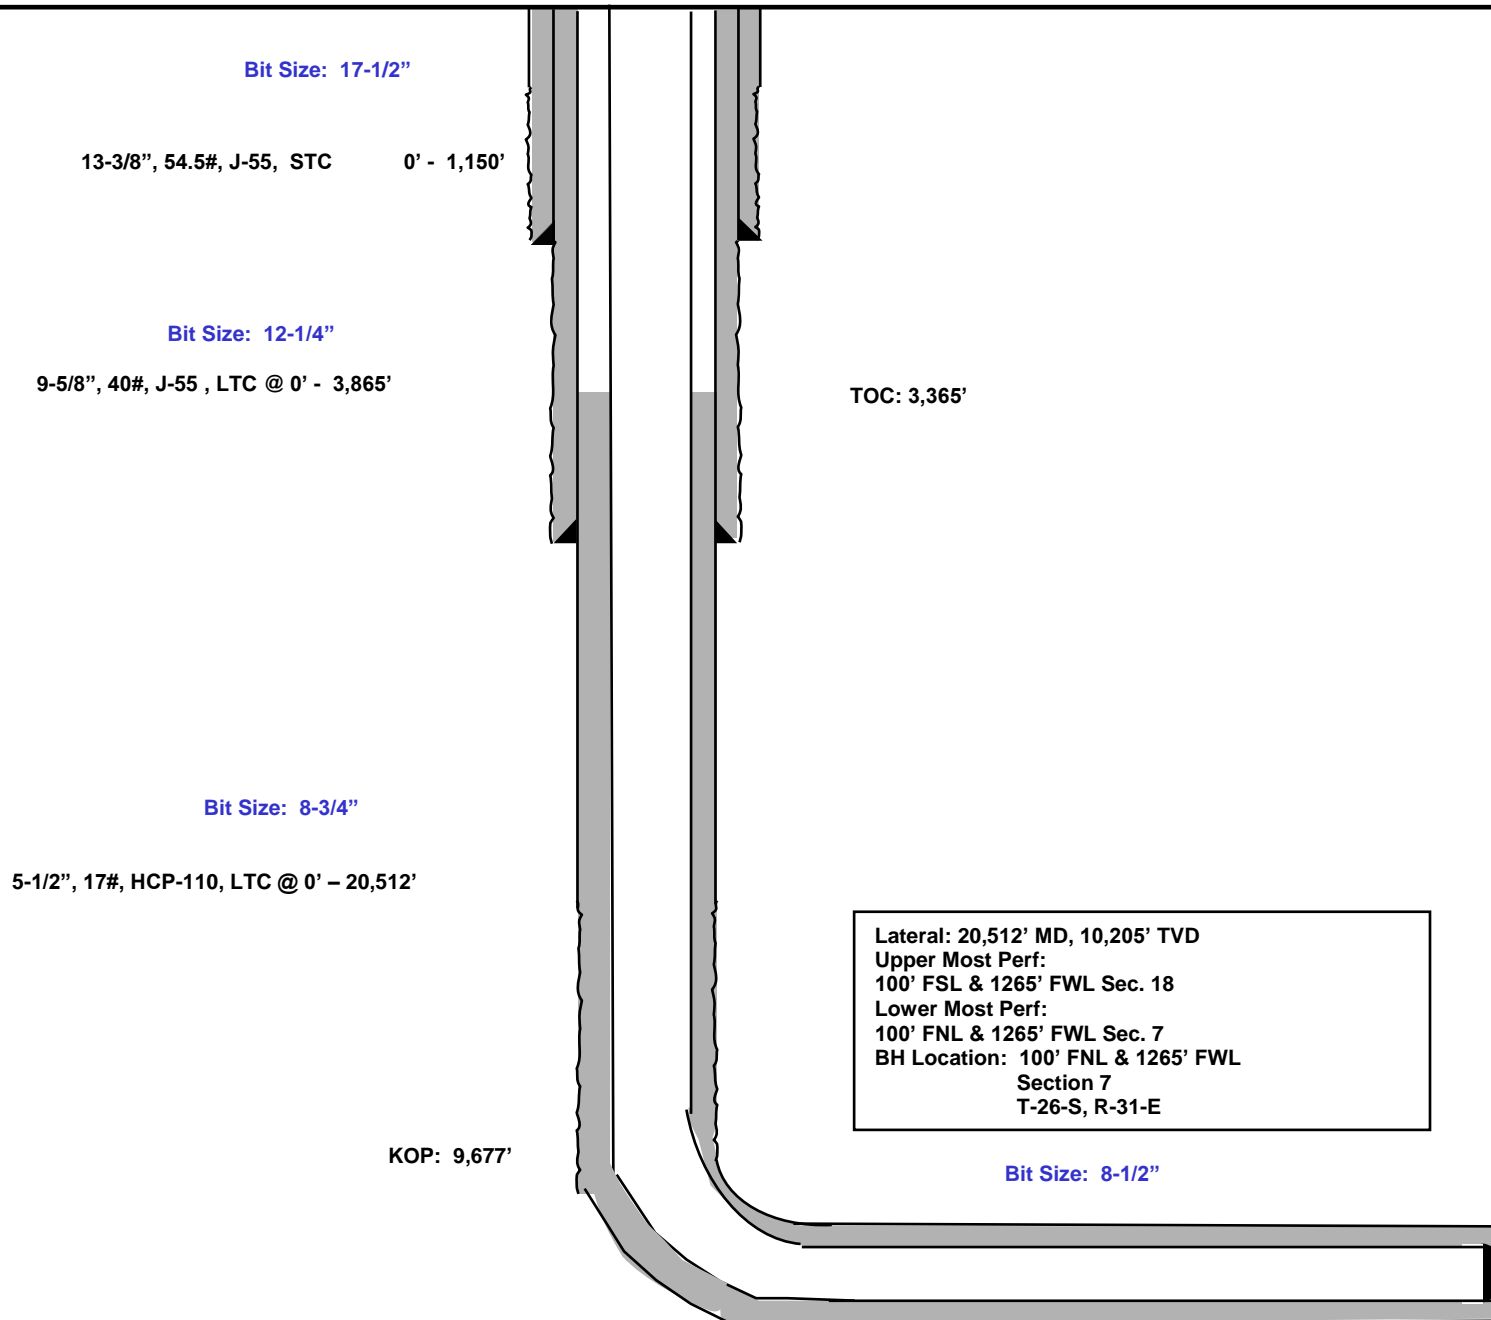 Bit Size: 17-1/2”
13-3/8”, 54.5#, J-55, STC 0’ - 1,150’
Bit Size: 12-1/4”
9-5/8”, 40#, J-55 , LTC @ 0’ - 3,865’
TOC: 3,365’
Bit Size: 8-3/4”
5-1/2”, 17#, HCP-110, LTC @ 0’ – 20,512’
Lateral: 20,512’ MD, 10,205’ TVD
Upper Most Perf:
100’ FSL & 1265’ FWL Sec. 18
Lower Most Perf:
100’ FNL & 1265’ FWL Sec. 7
BH Location: 100’ FNL & 1265’ FWL
Section 7
T-26-S, R-31-E
KOP: 9,677’
Bit Size: 8-1/2”